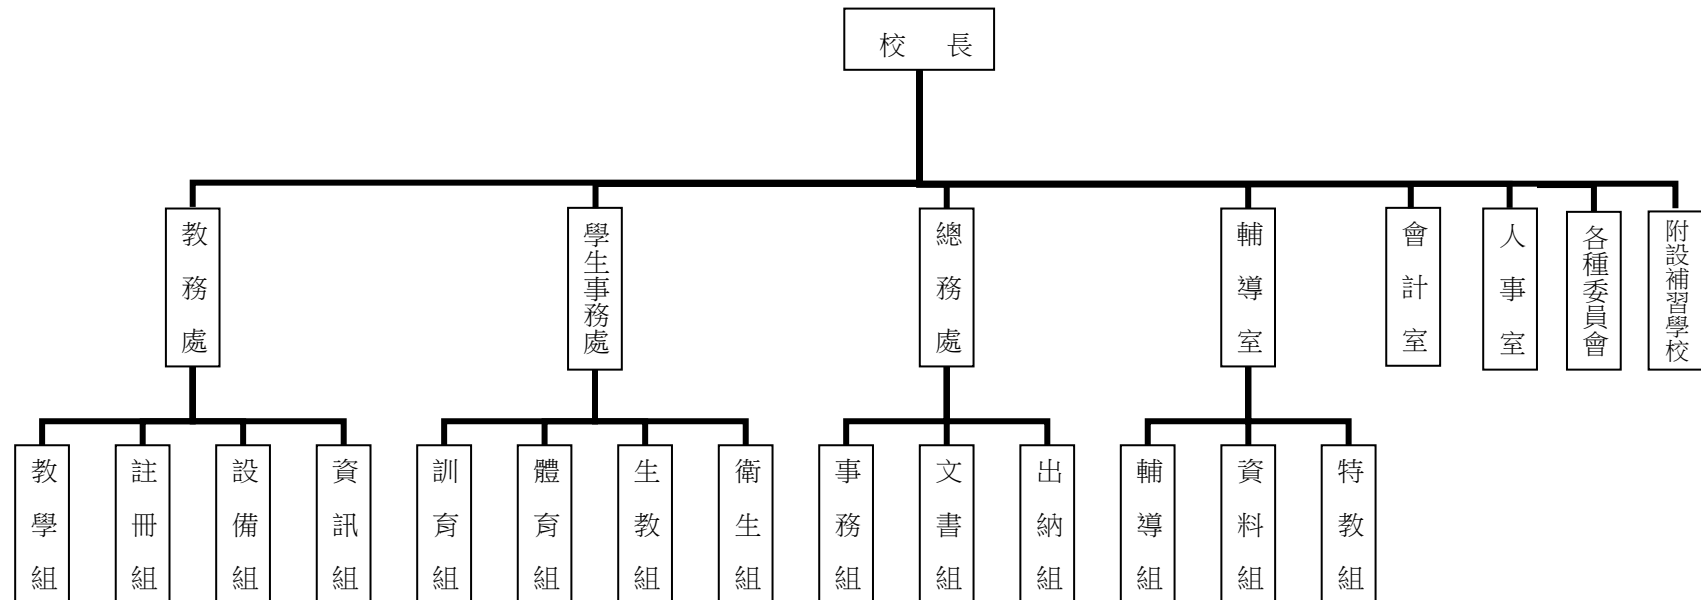 校長
教務處
學生事務處
總務處
輔導室
會計室
人事室
各種委員會
附設補習學校
教學組
註冊組
設備組
資訊組
訓育組
體育組
生教組
衛生組
事務組
文書組
出納組
輔導組
資料組
特教組